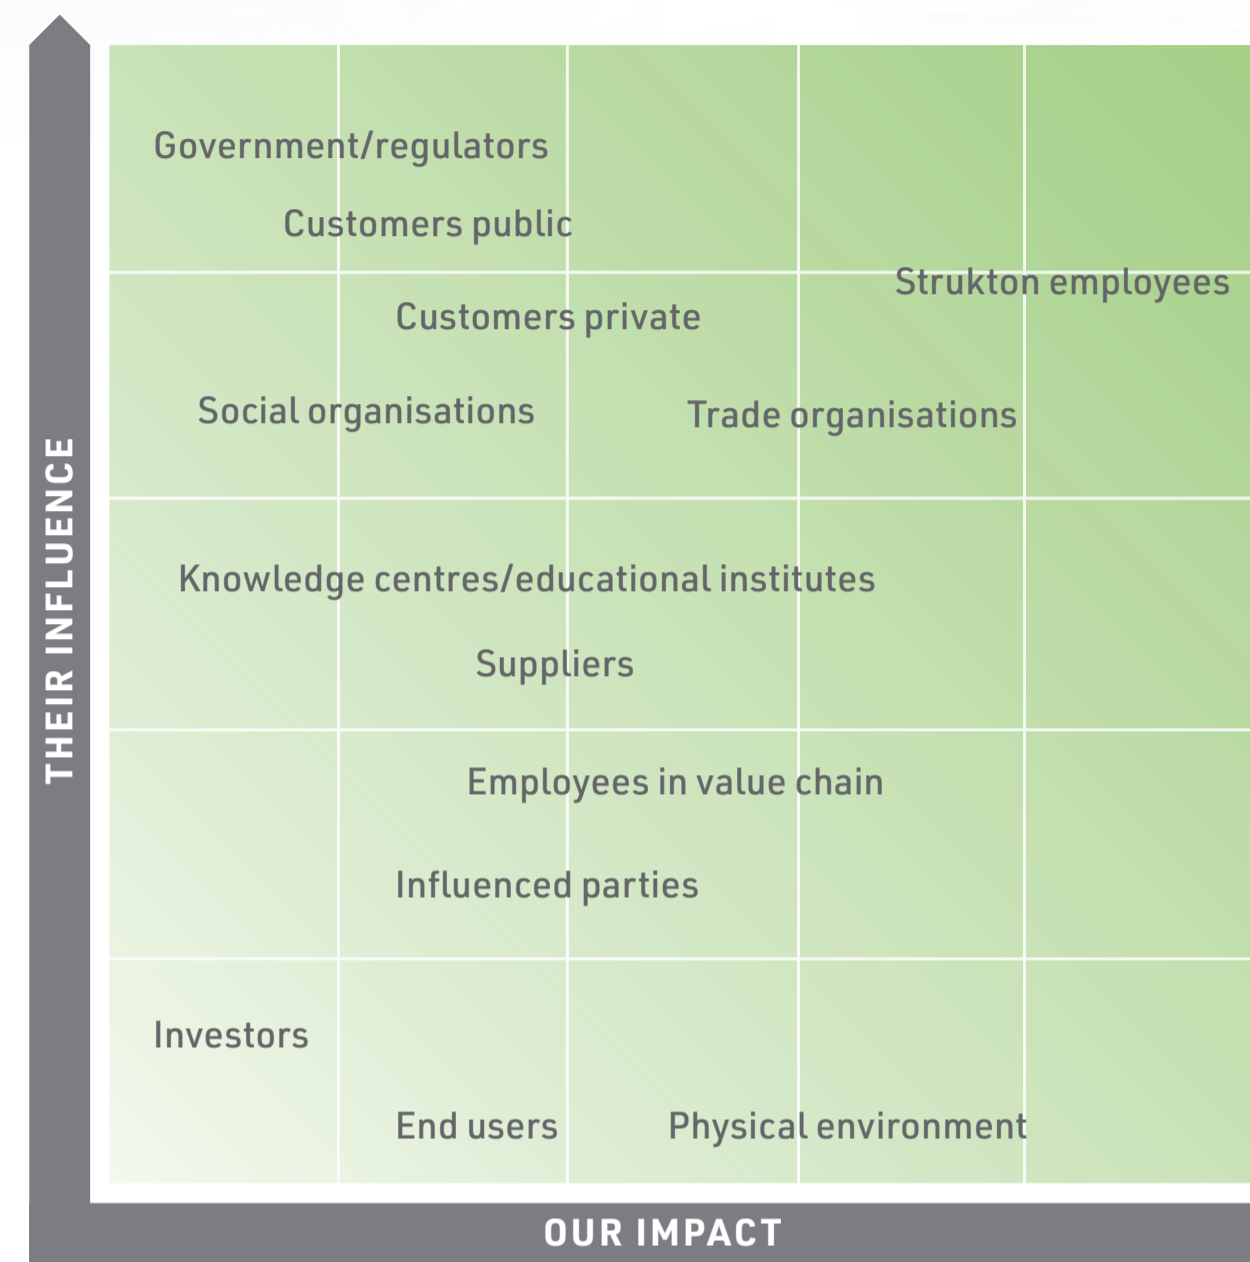 THEIR INFLUENCE
Government/regulators
Customers public
Strukton employees
Customers private
Social organisations
Trade organisations
Knowledge centres/educational institutes
Suppliers
Employees in value chain
Influenced parties
Investors
End users
Physical environment
OUR IMPACT